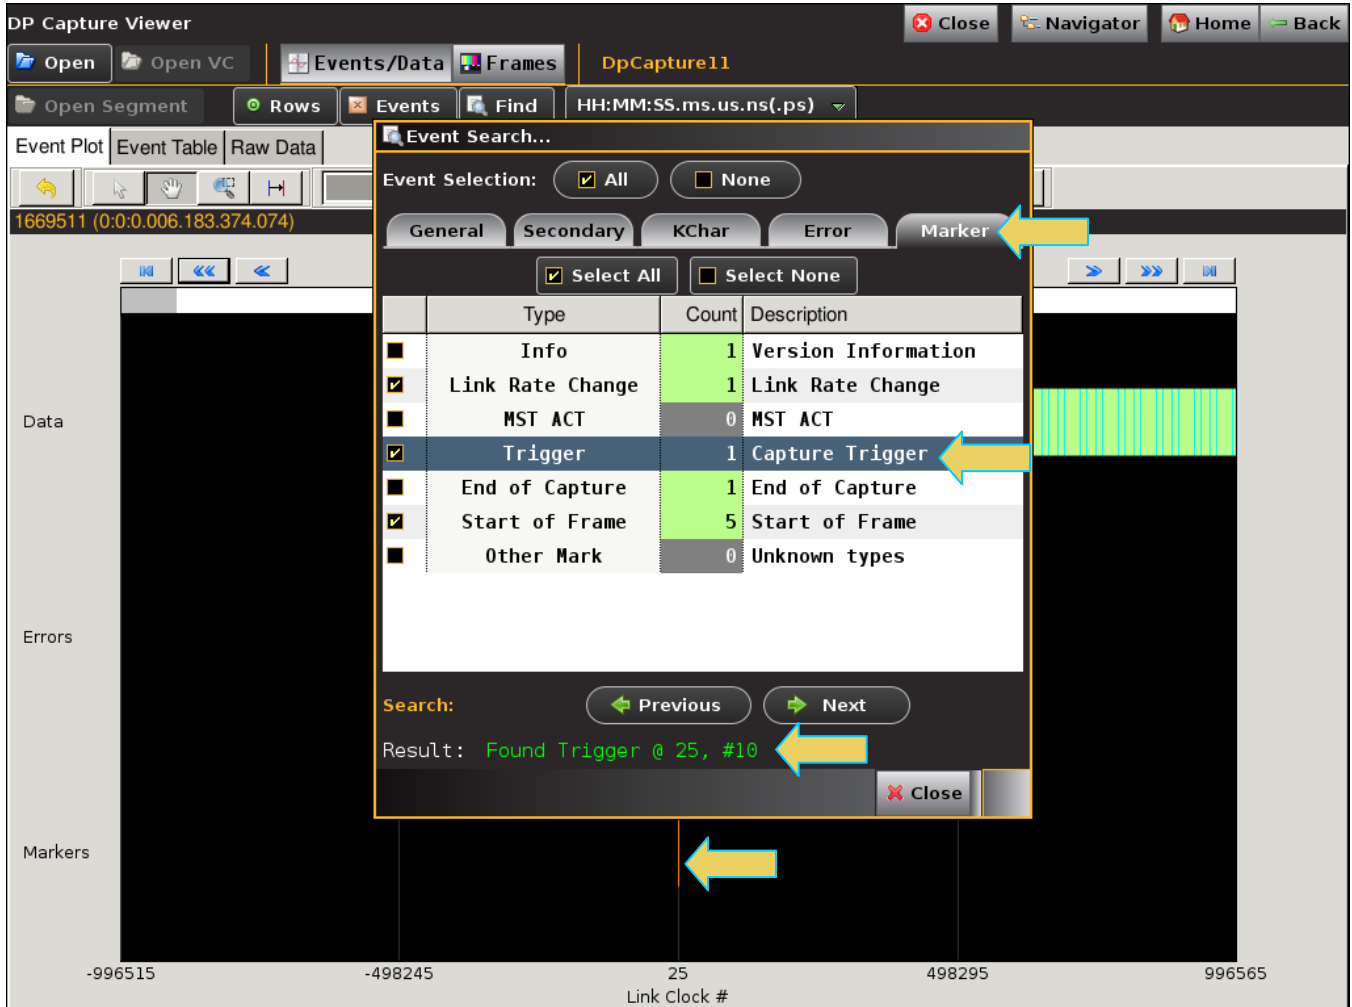 DP Capture Viewer
Close
Navigator
Home
Back
Open
Open VC
Events/Data
Frames
DpCapture11
Open Segment
Rows
Events
Find
HH:MM:SS.ms.us.ns(.ps)
Event Plot
Event Table
Raw Data
1669511 (0:0:0.006.183.374.074)
Event Search...
Event Selection:
All
None
General
Secondary
KChar
Error
Marker
Select All
Select None
Type Count Description
Info 1 Version Information
Link Rate Change 1 Link Rate Change
MST ACT 0 MST ACT
Trigger 1 Capture Trigger
End of Capture 1 End of Capture
Start of Frame 5 Start of Frame
Other Mark 0 Unknown types
Search:
Previous
Next
Result: Found Trigger @ 25, #10
Close
Data
Errors
Markers
-996515
-498245
25
498295
996565
Link Clock #